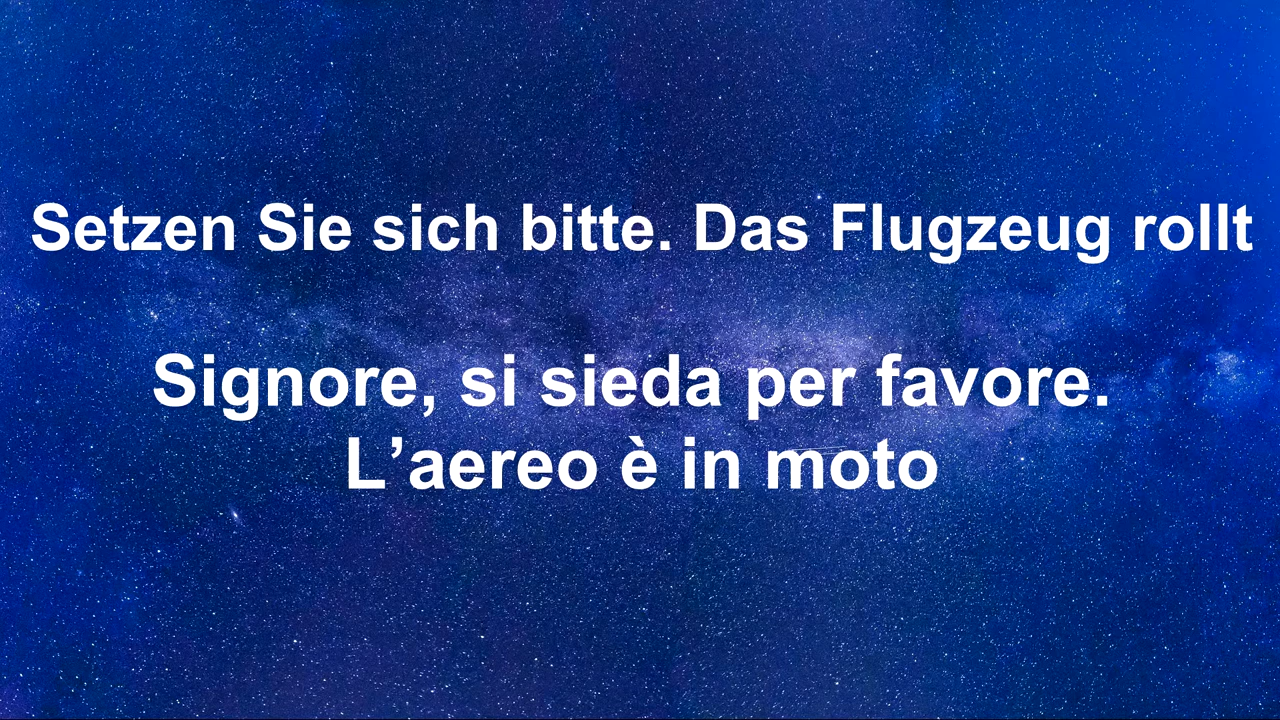 Setzen Sie sich bitte. Das Flugzeug rollt
Signore, si sieda per favore.
L’aereo è in moto